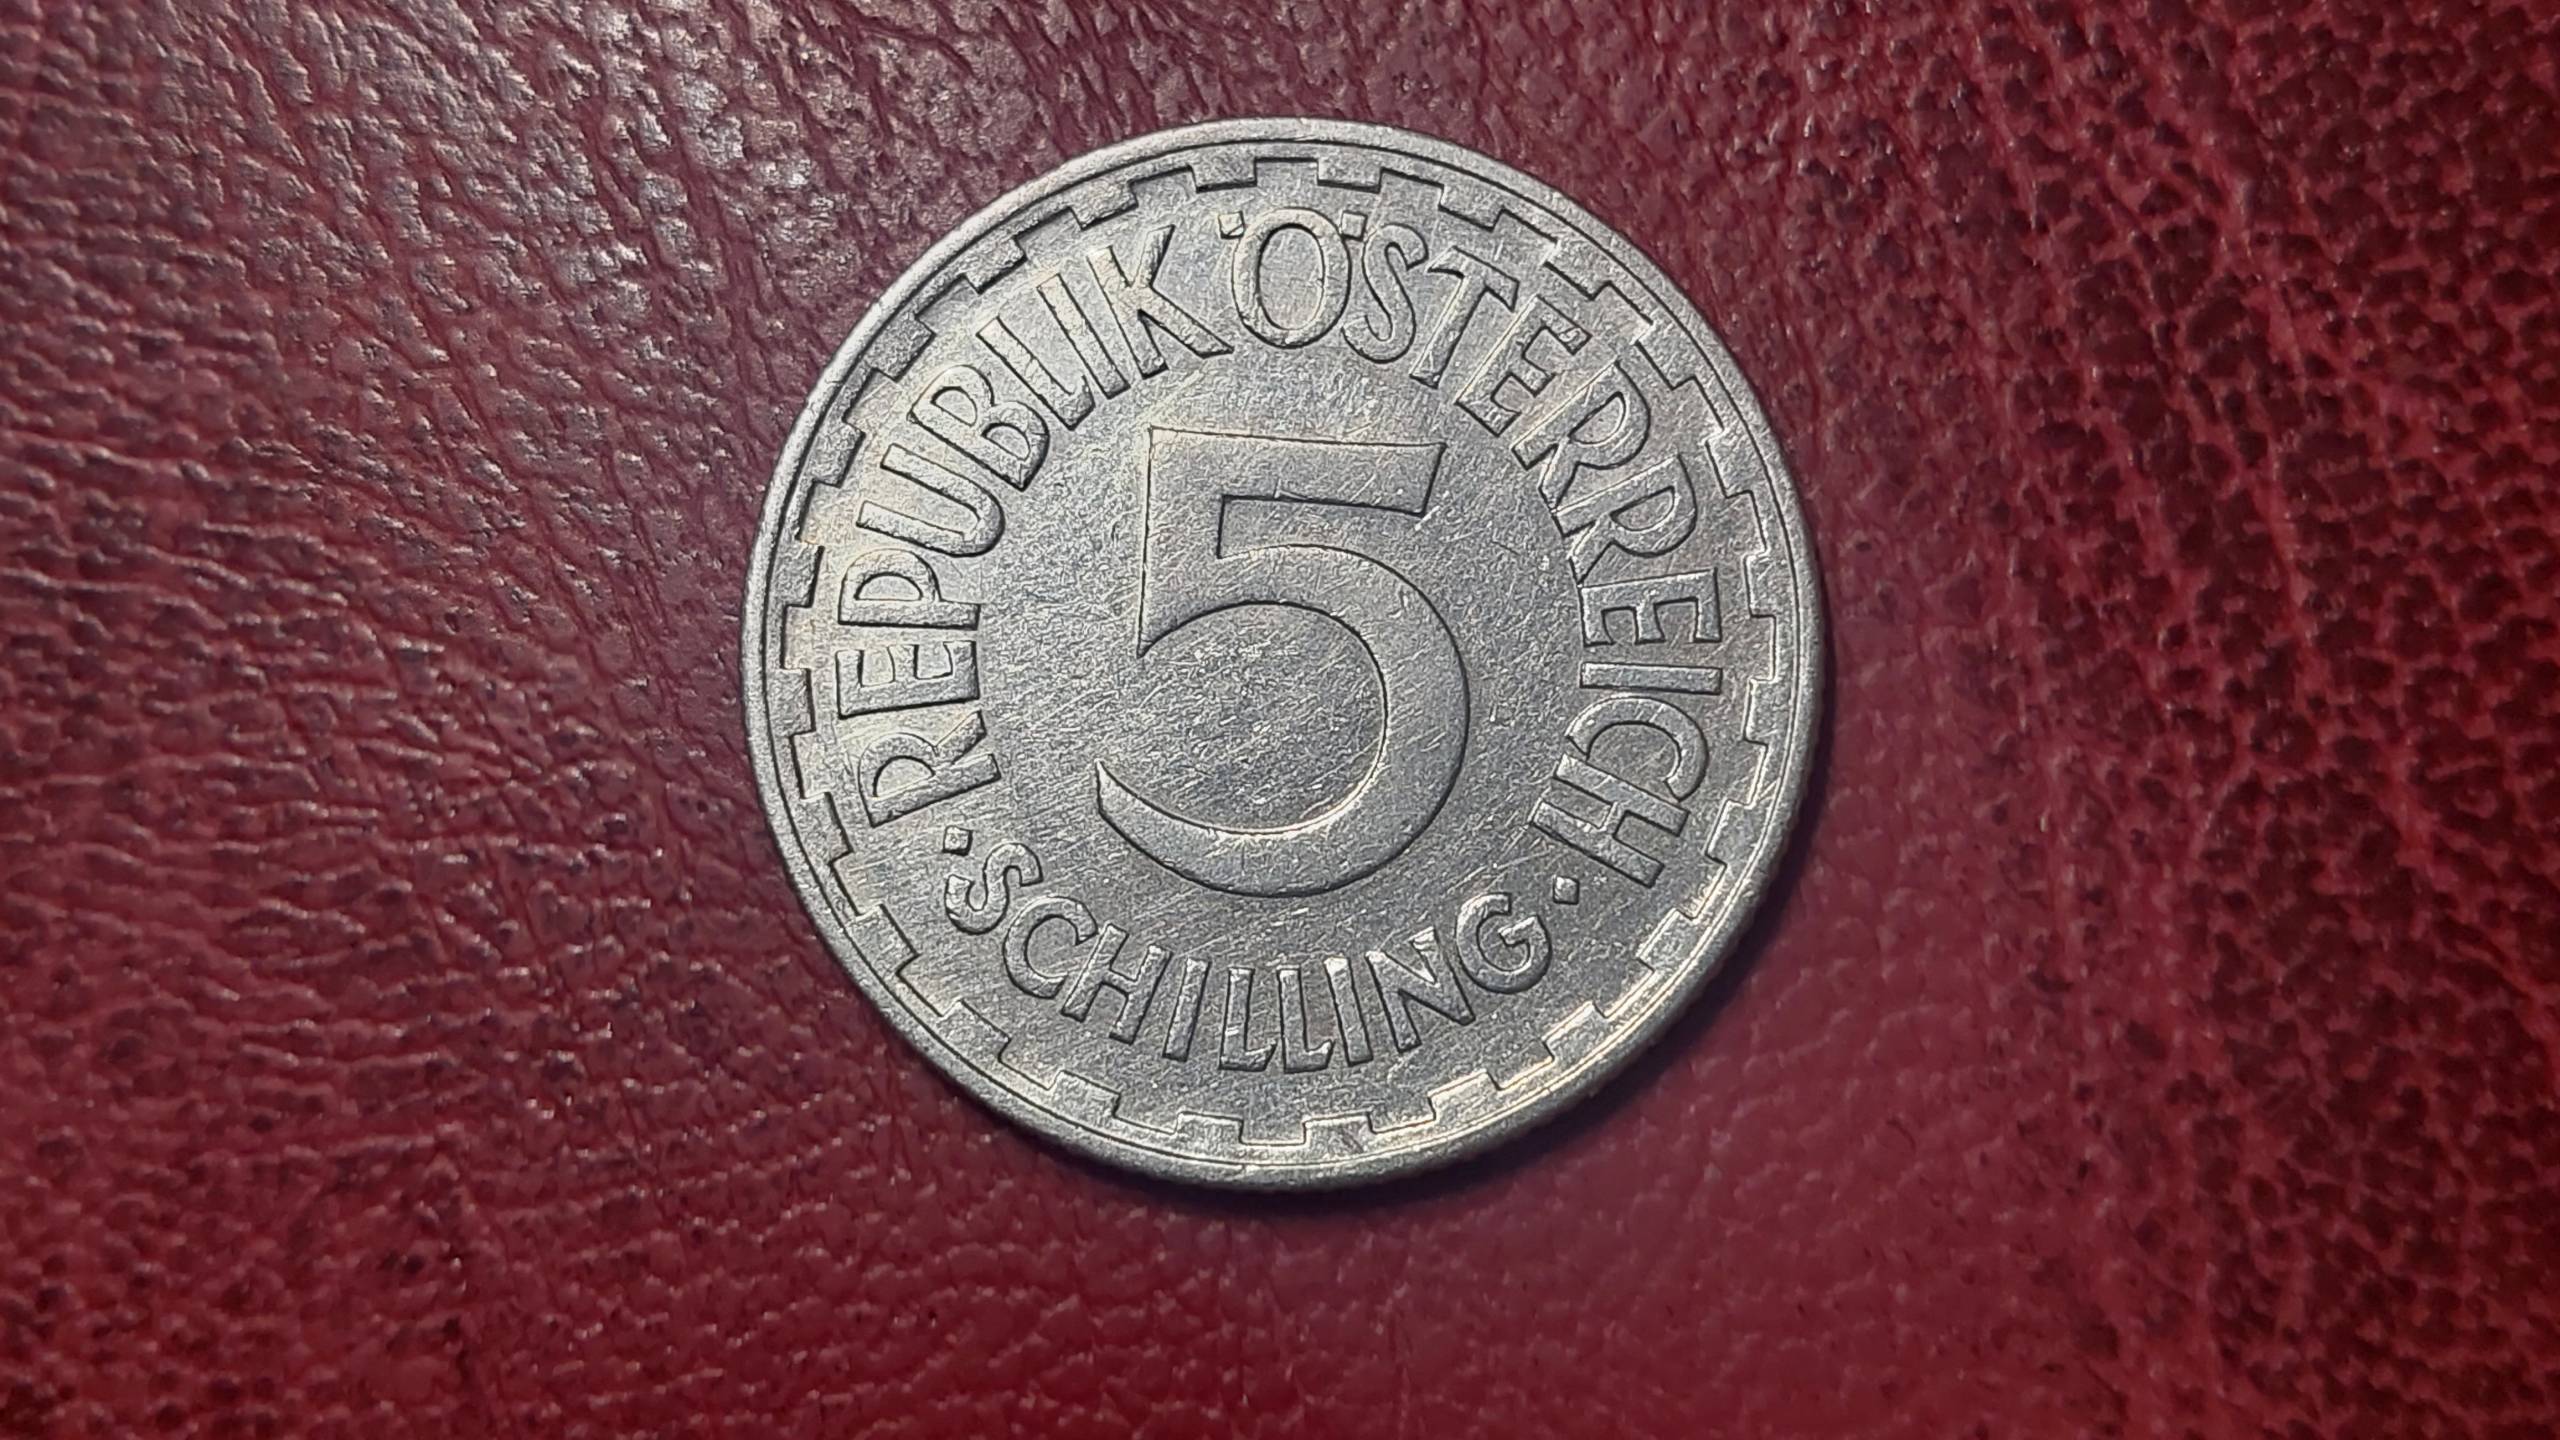 REPUBLIK ÖSTERREICH
5
· SCHILLING ·